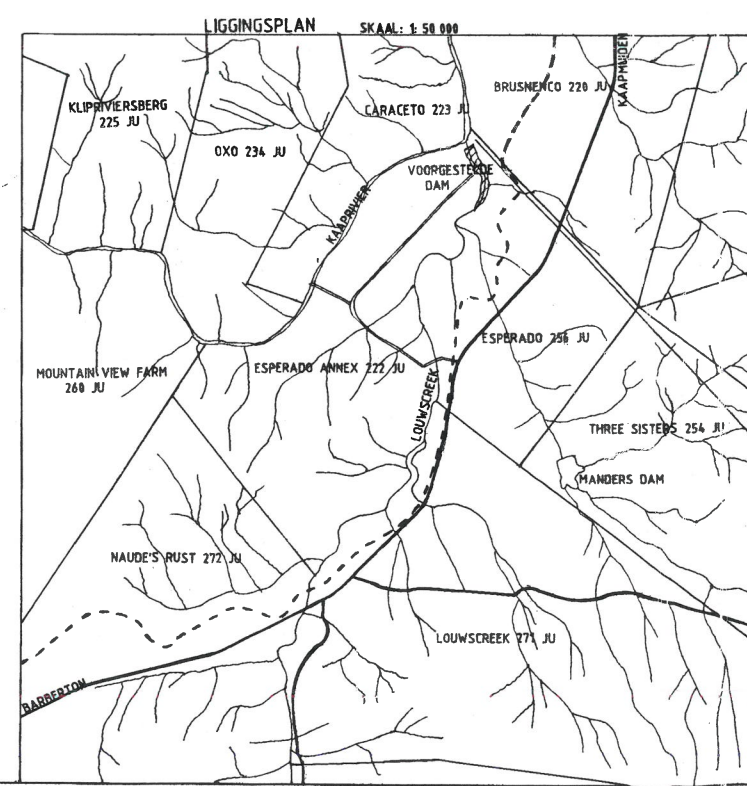 LIGGINGSPLAN SKAAL: 1: 50 000
KLIPRIVIERSBERG
225 JU
OXO 234 JU
CARACETO 223 JU
BRUSNENCO 220 JU
KAAPMUIDEN
VOORGESTELDE
DAM
KAAPRIVIER
MOUNTAIN VIEW FARM
260 JU
ESPERADO ANNEX 222 JU
ESPERADO 256 JU
LOUWSCREEK
THREE SISTERS 254 JU
MANDERS DAM
NAUDE'S RUST 272 JU
LOUWSCREEK 271 JU
BARBERTON